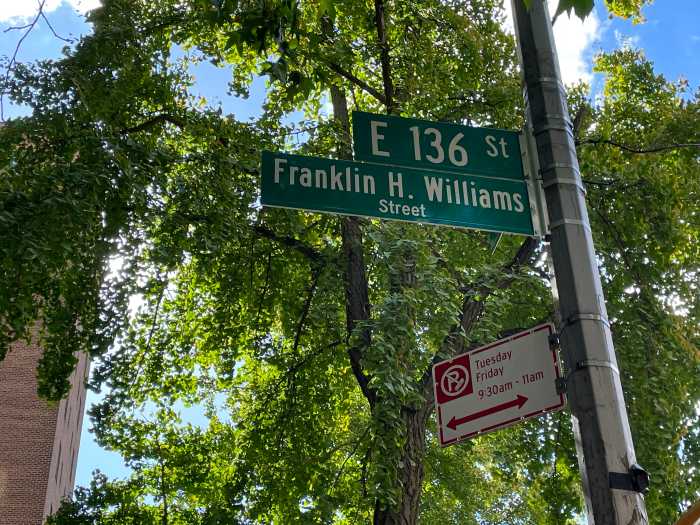 E 136 St
Franklin H. Williams
Street
P
Tuesday
Friday
9:30am - 11am